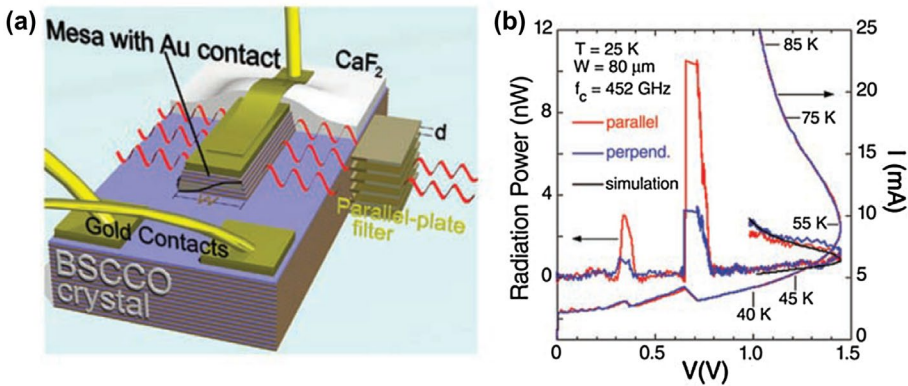 (a)
Mesa with Au contact
CaF2
d
W
Parallel-plate
filter
Gold Contacts
BSCCO
crystal
(b)
T = 25 K
W = 80 μm
fc = 452 GHz
parallel
perpend.
simulation
85 K
75 K
55 K
45 K
40 K
Radiation Power (nW)
12
8
4
0
I (mA)
25
20
15
10
5
0
0
0.5
1.0
1.5
V(V)